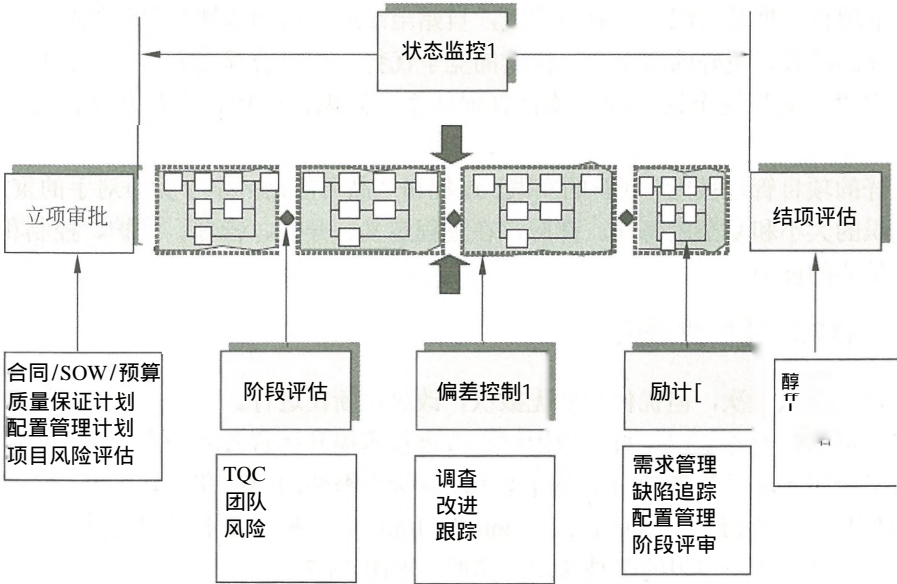 状态监控1
立项审批
结项评估
合同/SOW/预算
质量保证计划
配置管理计划
项目风险评估
阶段评估
偏差控制1
励计[
醇
TQC
团队
风险
调查
改进
跟踪
需求管理
缺陷追踪
配置管理
阶段评审